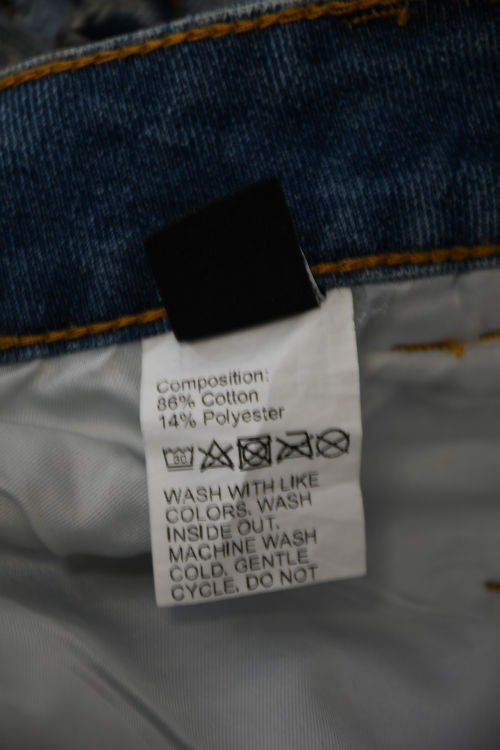 Composition:
86% Cotton
14% Polyester
30
WASH WITH LIKE
COLORS, WASH
INSIDE OUT.
MACHINE WASH
COLD, GENTLE
CYCLE, DO NOT